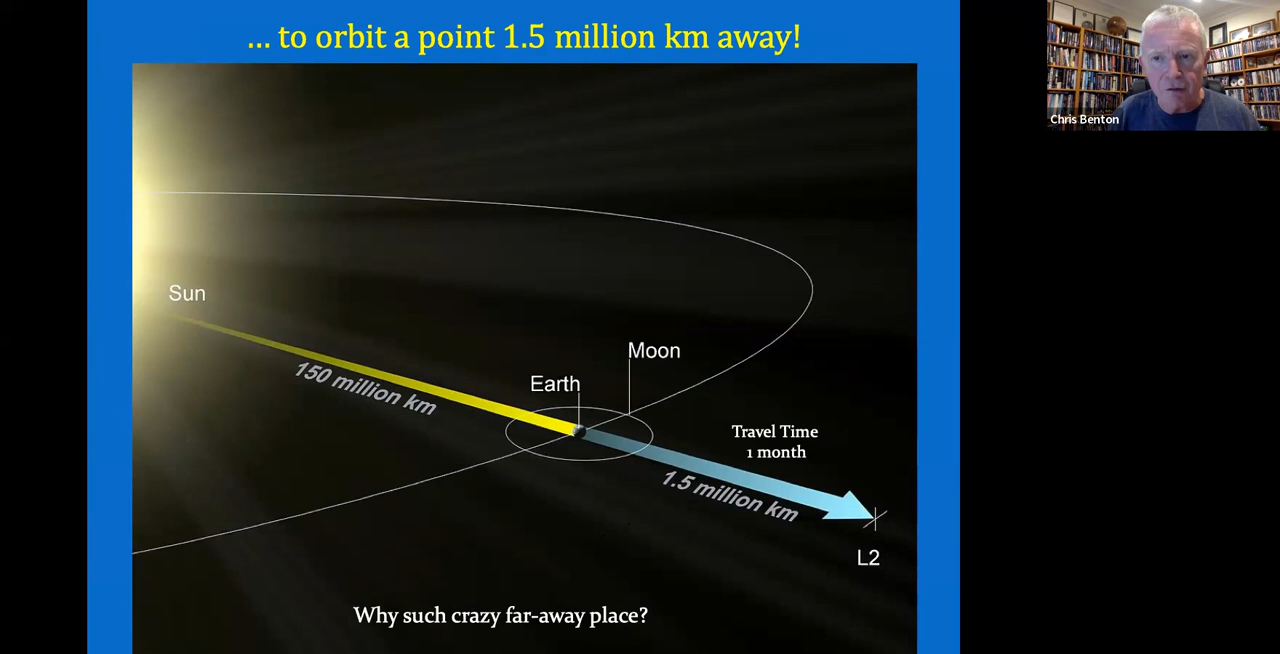 ... to orbit a point 1.5 million km away!
Chris Benton
Sun
150 million km
Moon
Earth
Travel Time
1 month
1.5 million km
L2
Why such crazy far-away place?